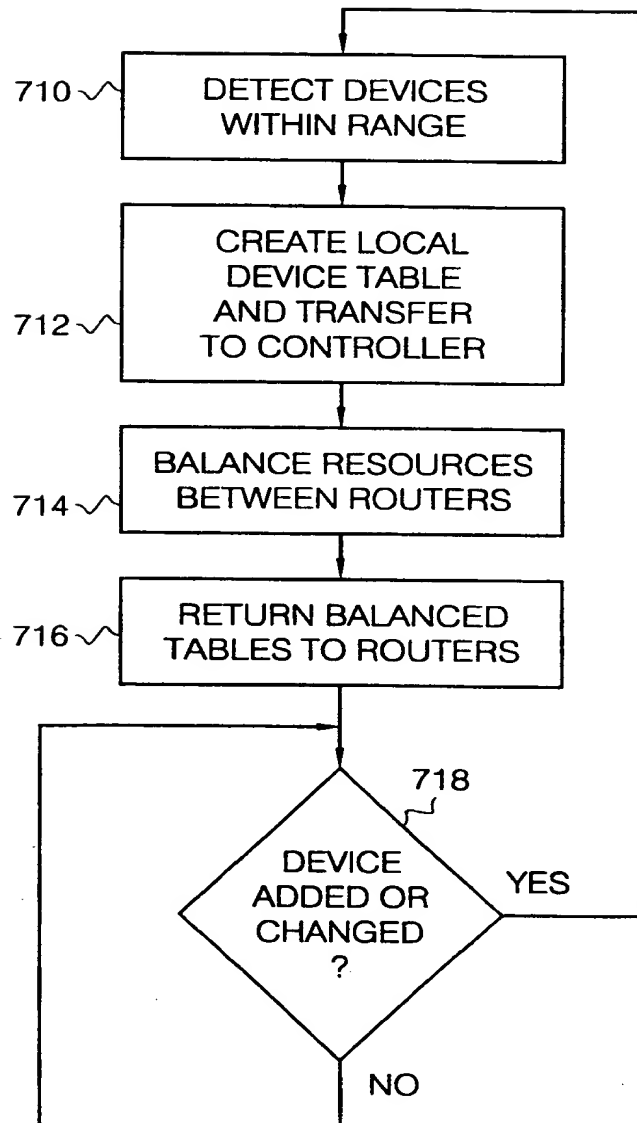 710
DETECT DEVICES
WITHIN RANGE
712
CREATE LOCAL
DEVICE TABLE
AND TRANSFER
TO CONTROLLER
714
BALANCE RESOURCES
BETWEEN ROUTERS
716
RETURN BALANCED
TABLES TO ROUTERS
718
DEVICE
ADDED OR
CHANGED
?
YES
NO